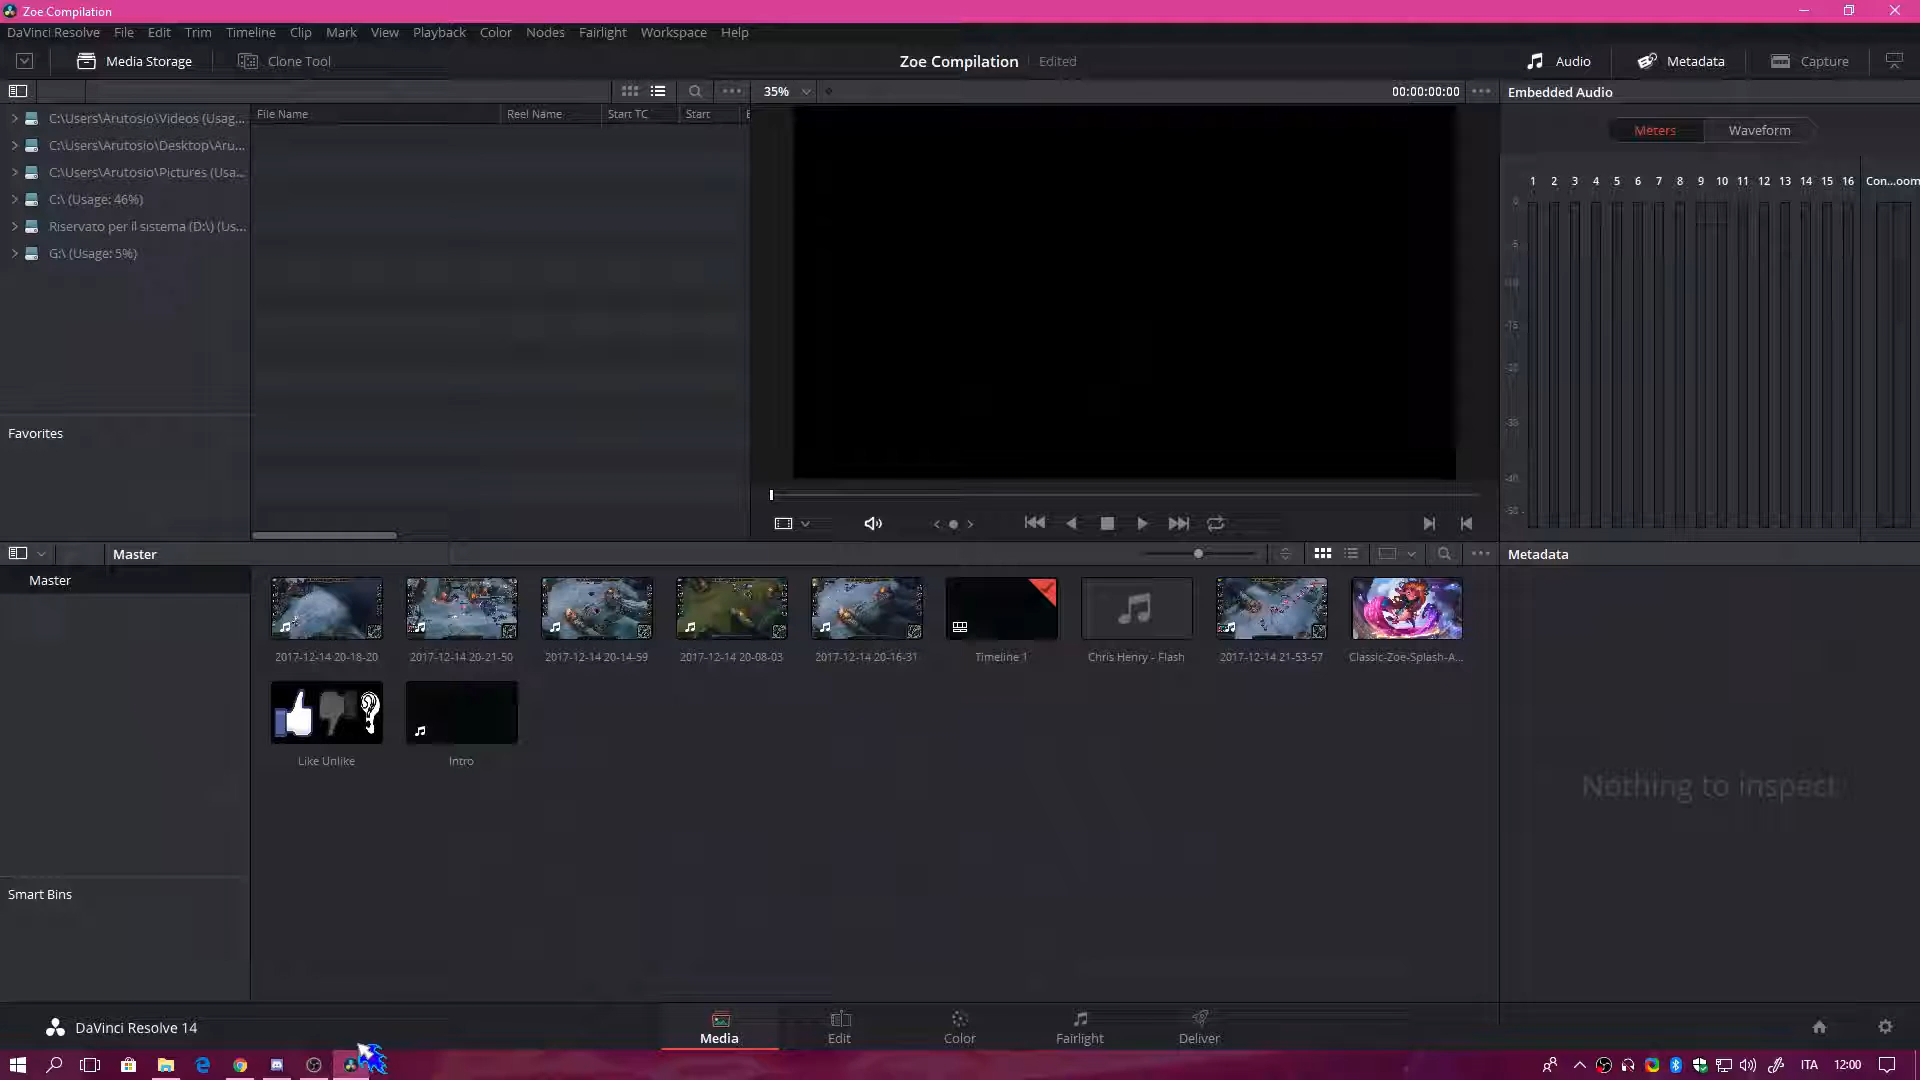 Zoe Compilation
DaVinci Resolve File Edit Trim Timeline Clip Mark View Playback Color Nodes Fairlight Workspace Help
Media Storage Clone Tool Zoe Compilation Edited Audio Metadata Capture
35% 00:00:00:00 Embedded Audio
File Name Reel Name Start TC Start E
C:\Users\Arutosio\Videos (Usag...
C:\Users\Arutosio\Desktop\Aru...
C:\Users\Arutosio\Pictures (Usa...
C:\ (Usage: 46%)
Riservato per il sistema (D:\) (Us...
G:\ (Usage: 5%)
Meters Waveform
1 2 3 4 5 6 7 8 9 10 11 12 13 14 15 16 Con...oom
Favorites
Master Metadata
Master
2017-12-14 20-18-20 2017-12-14 20-21-50 2017-12-14 20-14-59 2017-12-14 20-08-03 2017-12-14 20-16-31 Timeline 1 Chris Henry - Flash 2017-12-14 21-53-57 Classic-Zoe-Splash-A...
Like Unlike Intro
Nothing to inspect
Smart Bins
DaVinci Resolve 14 Media Edit Color Fairlight Deliver
ITA 12:00